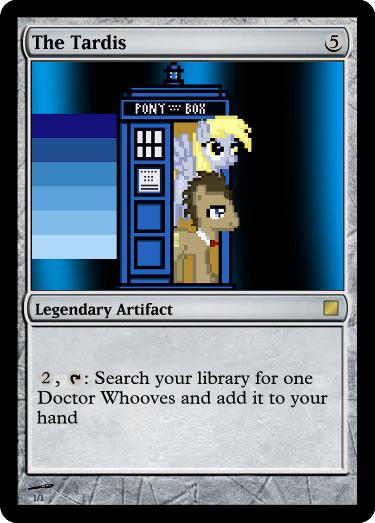 The Tardis 5
PONY BOX
Legendary Artifact
2, : Search your library for one
Doctor Whooves and add it to your
hand
1/1